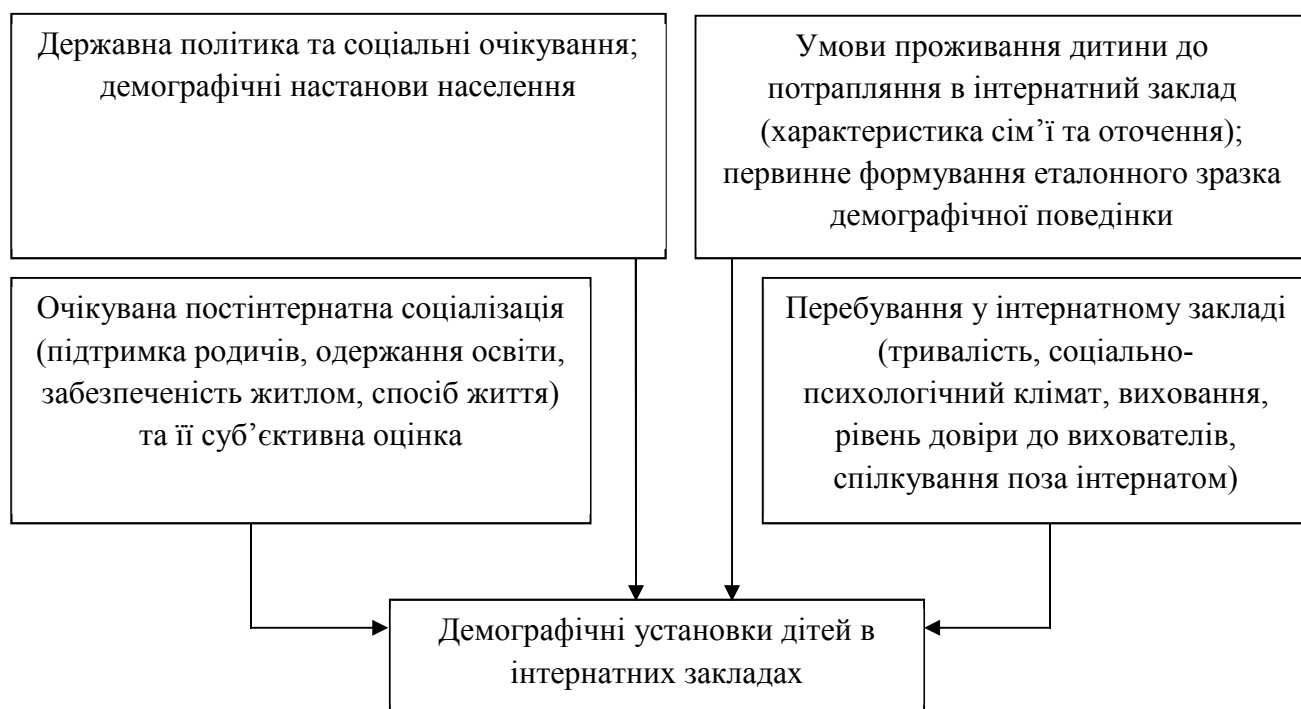 Державна політика та соціальні очікування;
демографічні настанови населення
Умови проживання дитини до
потрапляння в інтернатний заклад
(характеристика сім’ї та оточення);
первинне формування еталонного зразка
демографічної поведінки
Очікувана постінтернатна соціалізація
(підтримка родичів, одержання освіти,
забезпеченість житлом, спосіб життя)
та її суб’єктивна оцінка
Перебування у інтернатному закладі
(тривалість, соціально-
психологічний клімат, виховання,
рівень довіри до вихователів,
спілкування поза інтернатом)
Демографічні установки дітей в
інтернатних закладах